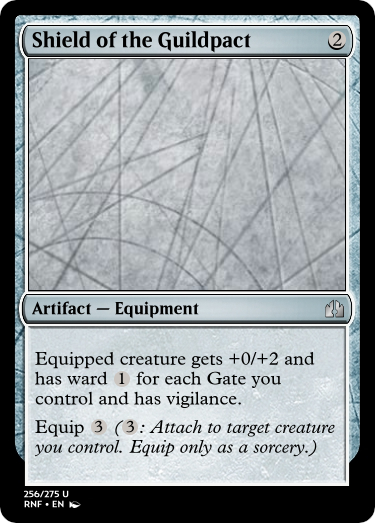 Shield of the Guildpact 2
Artifact — Equipment
Equipped creature gets +0/+2 and
has ward 1 for each Gate you
control and has vigilance.
Equip 3 (3: Attach to target creature
you control. Equip only as a sorcery.)
256/275 U
RNF • EN